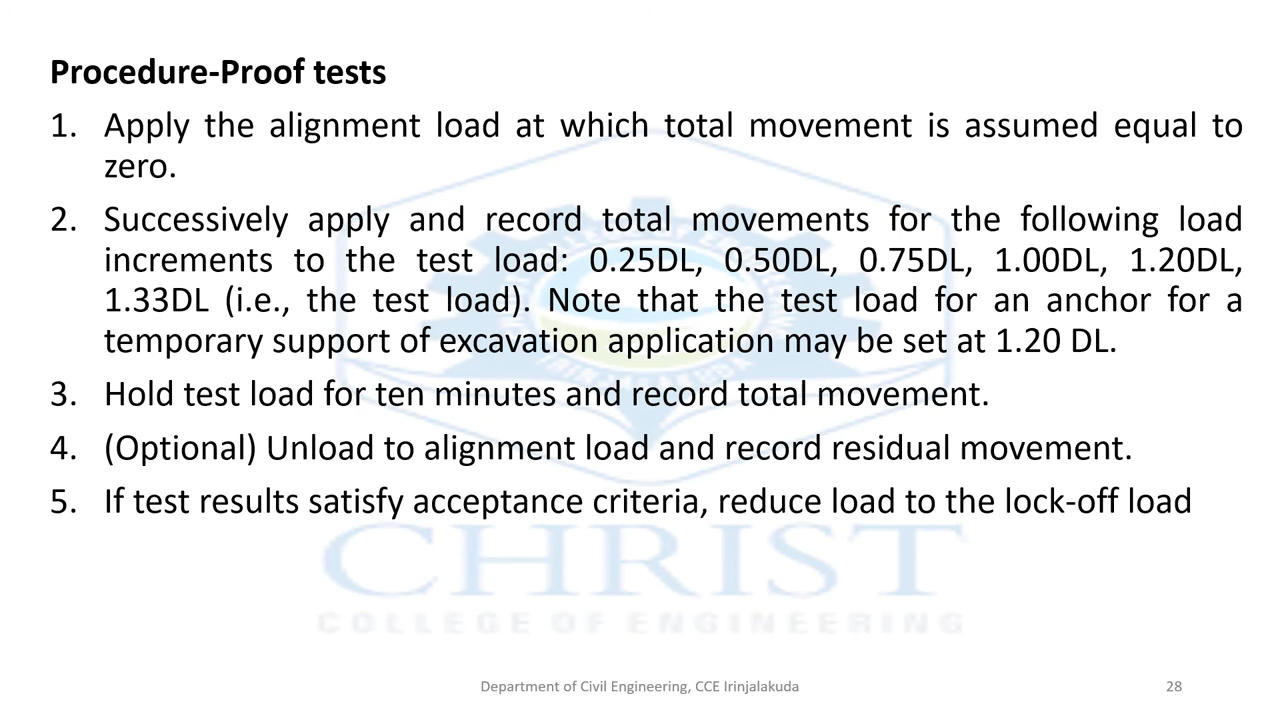 Procedure-Proof tests
1. Apply the alignment load at which total movement is assumed equal to
zero.
2. Successively apply and record total movements for the following load
increments to the test load: 0.25DL, 0.50DL, 0.75DL, 1.00DL, 1.20DL,
1.33DL (i.e., the test load). Note that the test load for an anchor for a
temporary support of excavation application may be set at 1.20 DL.
3. Hold test load for ten minutes and record total movement.
4. (Optional) Unload to alignment load and record residual movement.
5. If test results satisfy acceptance criteria, reduce load to the lock-off load
CHRIST
COLLEGE OF ENGINEERING
Department of Civil Engineering, CCE Irinjalakuda
28